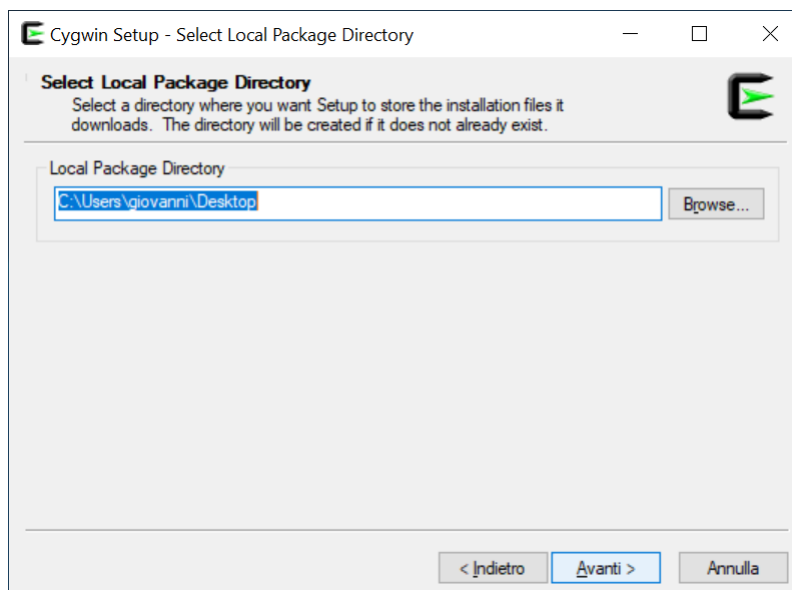 Cygwin Setup - Select Local Package Directory
Select Local Package Directory
Select a directory where you want Setup to store the installation files it
downloads. The directory will be created if it does not already exist.
Local Package Directory
C:\Users\giovanni\Desktop
Browse...
< Indietro
Avanti >
Annulla